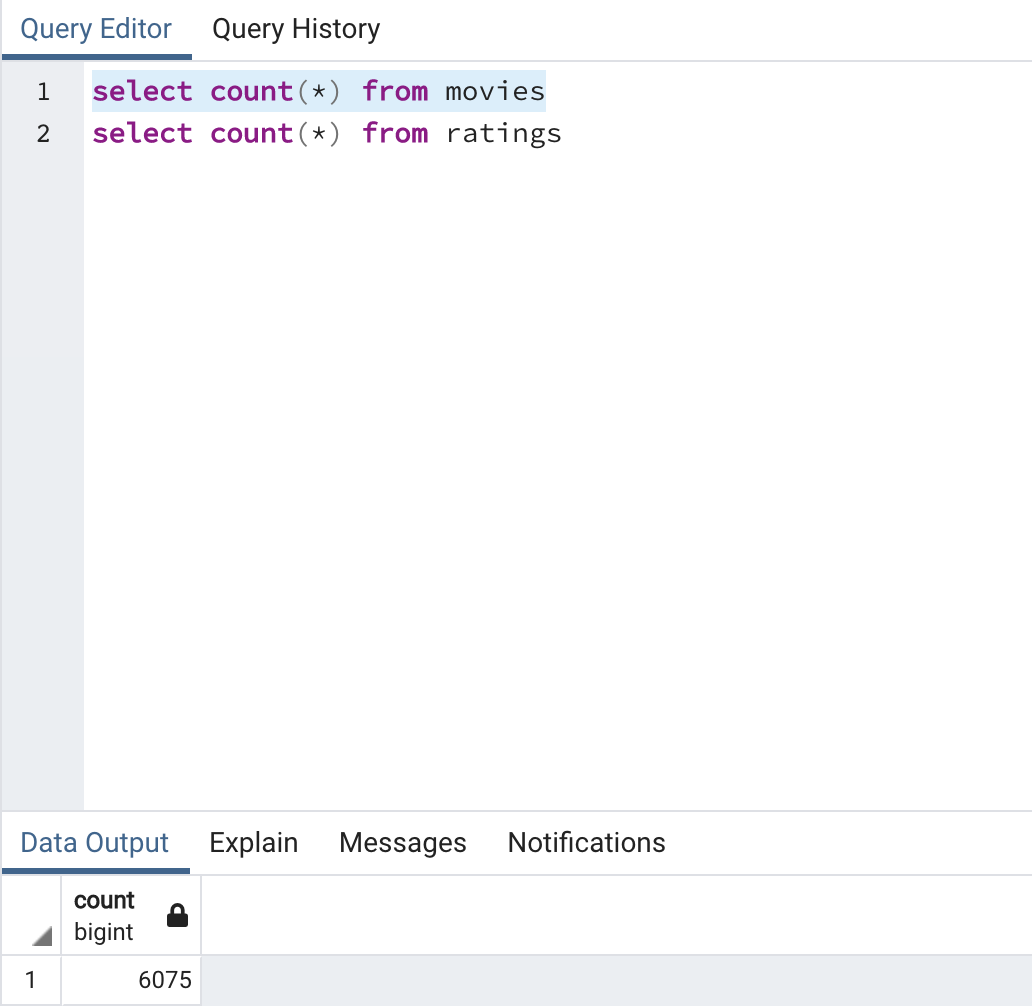 Query Editor Query History
1 select count(*) from movies
2 select count(*) from ratings
Data Output Explain Messages Notifications
count
bigint
1 6075